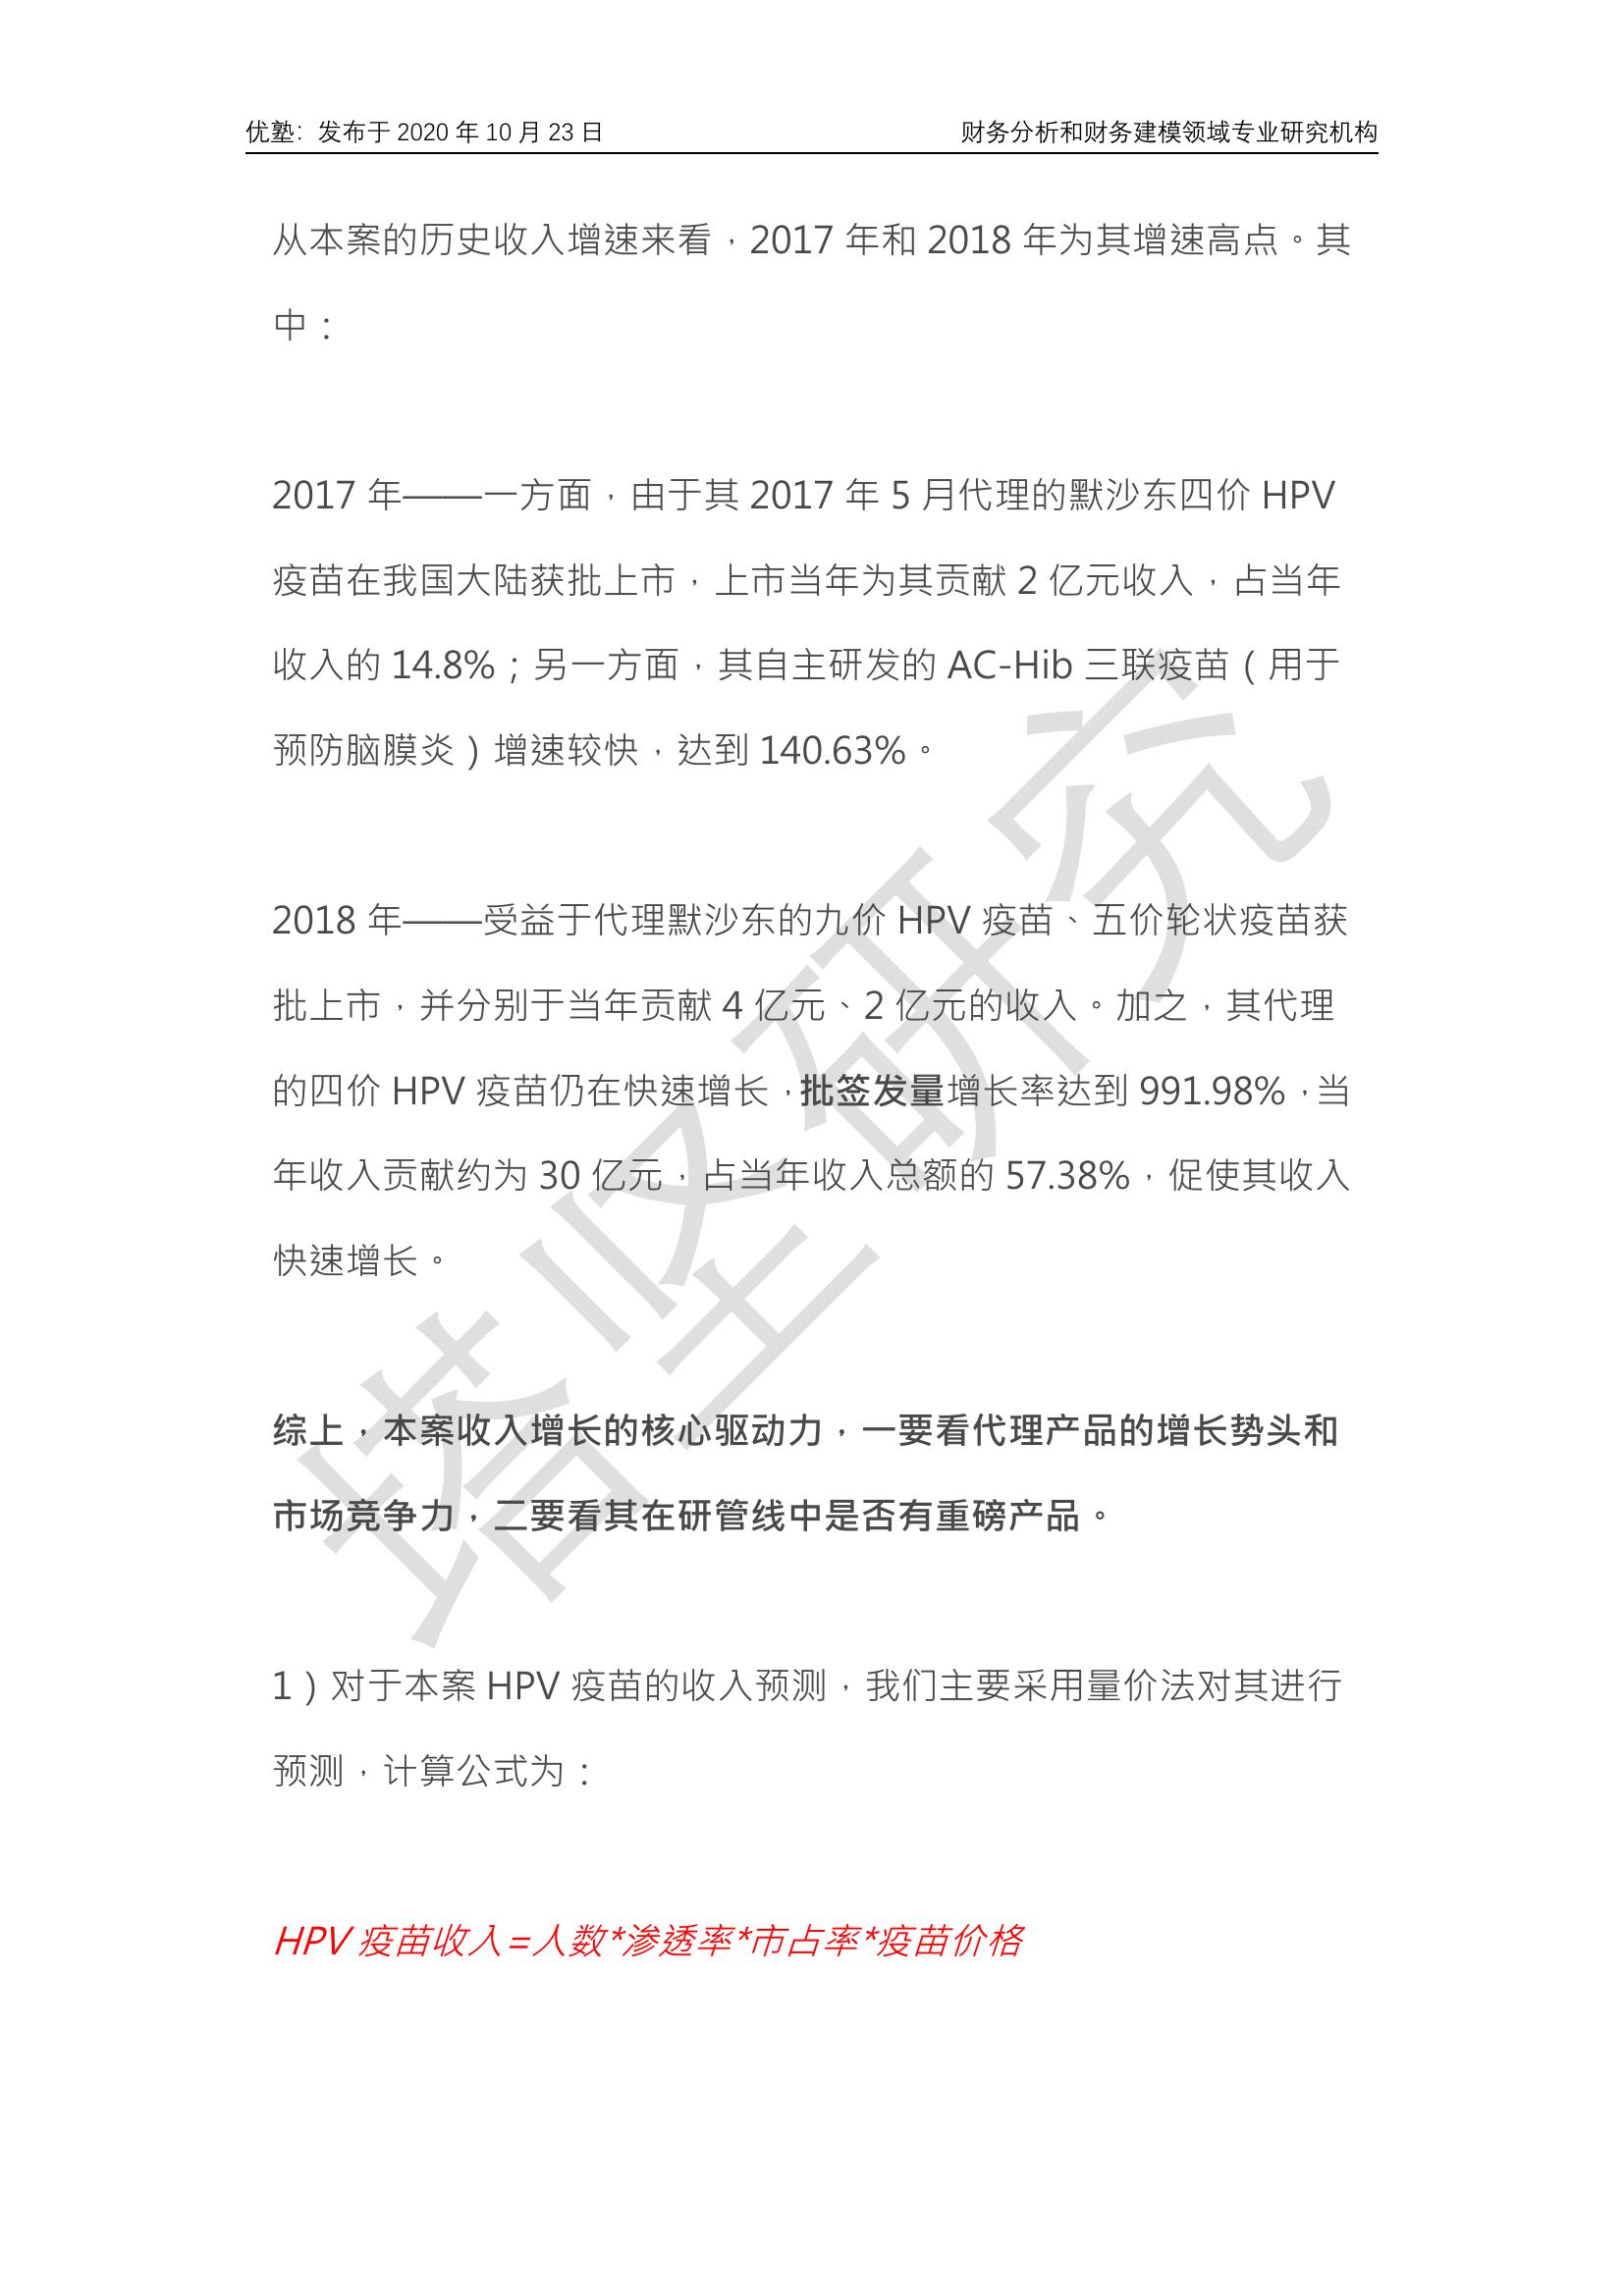 优塾：发布于 2020 年 10 月 23 日 财务分析和财务建模领域专业研究机构
从本案的历史收入增速来看，2017 年和 2018 年为其增速高点。其
中：
2017 年——一方面，由于其 2017 年 5 月代理的默沙东四价 HPV
疫苗在我国大陆获批上市，上市当年为其贡献 2 亿元收入，占当年
收入的 14.8%；另一方面，其自主研发的 AC-Hib 三联疫苗（用于
预防脑膜炎）增速较快，达到 140.63%。
2018 年——受益于代理默沙东的九价 HPV 疫苗、五价轮状疫苗获
批上市，并分别于当年贡献 4 亿元、2 亿元的收入。加之，其代理
的四价 HPV 疫苗仍在快速增长，批签发量增长率达到 991.98%，当
年收入贡献约为 30 亿元，占当年收入总额的 57.38%，促使其收入
快速增长。
综上，本案收入增长的核心驱动力，一要看代理产品的增长势头和
市场竞争力，二要看其在研管线中是否有重磅产品。
1）对于本案 HPV 疫苗的收入预测，我们主要采用量价法对其进行
预测，计算公式为：
HPV 疫苗收入=人数*渗透率*市占率*疫苗价格
塔坚研究